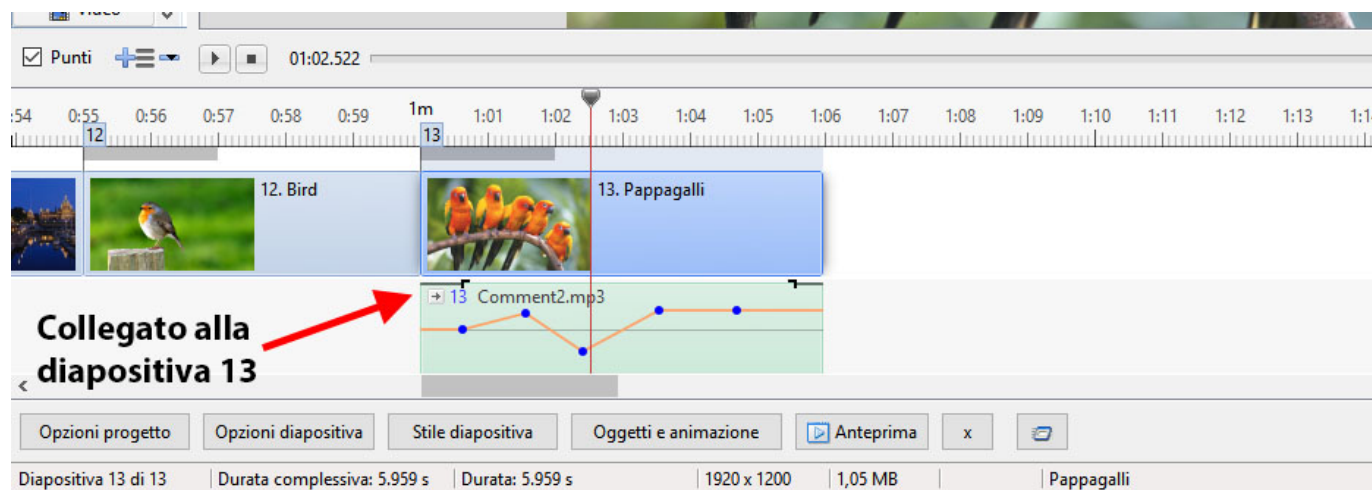 Video
Punti
01:02.522
:54 0:55 0:56 0:57 0:58 0:59 1m 1:01 1:02 1:03 1:04 1:05 1:06 1:07 1:08 1:09 1:10 1:11 1:12 1:13
12 13
12. Bird
13. Pappagalli
13 Comment2.mp3
Collegato alla
diapositiva 13
Opzioni progetto Opzioni diapositiva Stile diapositiva Oggetti e animazione Anteprima x
Diapositiva 13 di 13 Durata complessiva: 5.959 s Durata: 5.959 s 1920 x 1200 1,05 MB Pappagalli